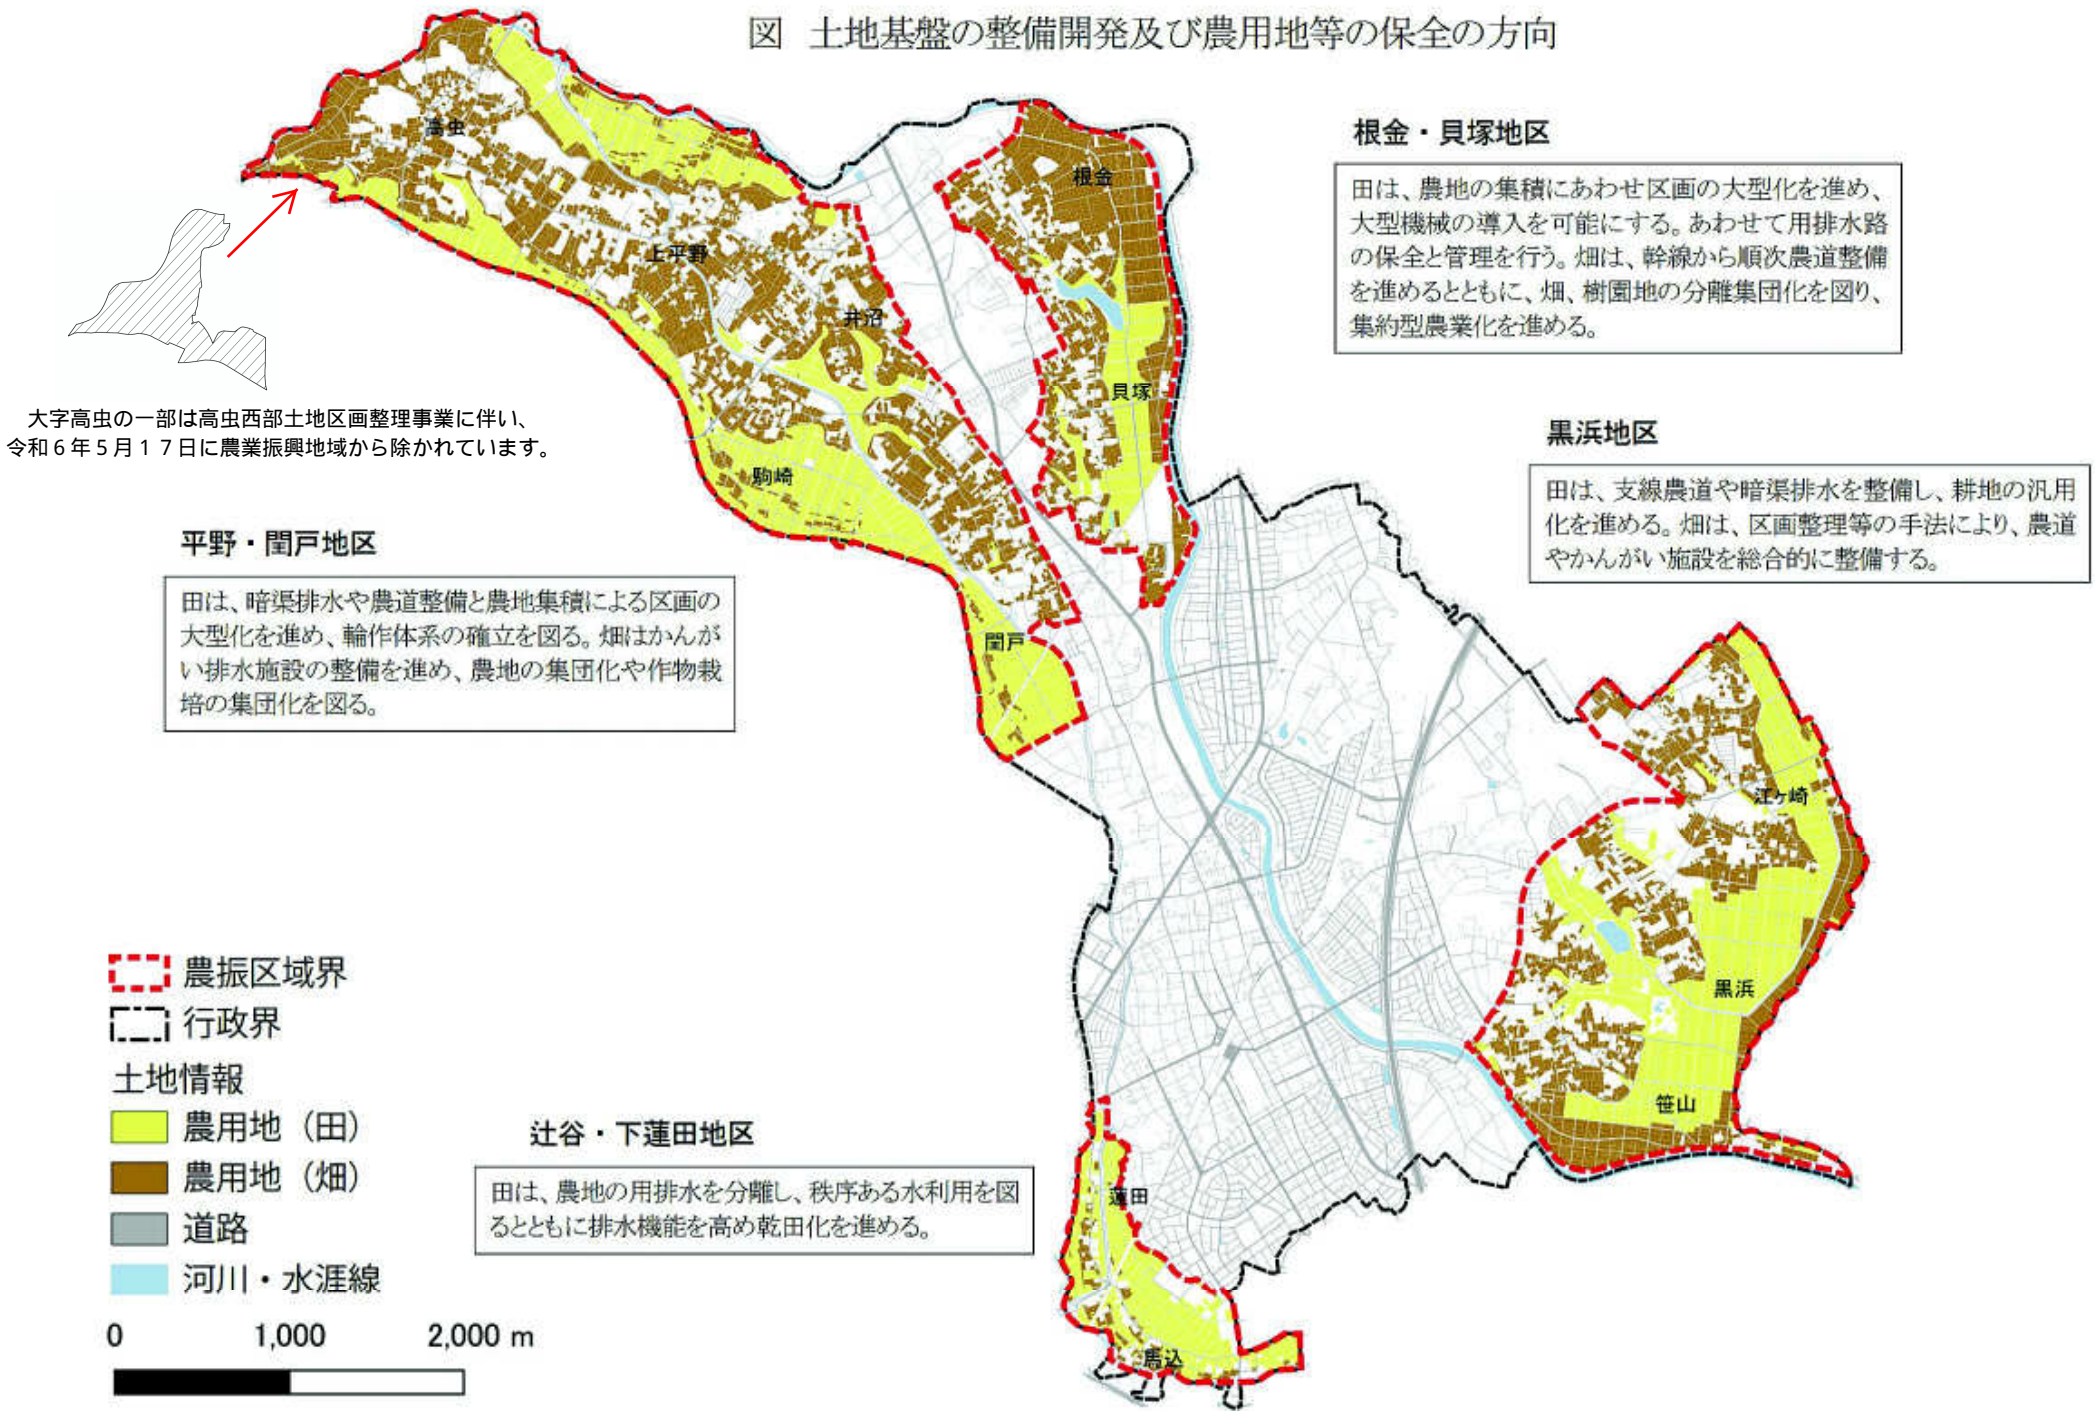 図 土地基盤の整備開発及び農用地等の保全の方向
根金・貝塚地区
田は、農地の集積にあわせ区画の大型化を進め、
大型機械の導入を可能にする。あわせて用排水路
の保全と管理を行う。畑は、幹線から順次農道整備
を進めるとともに、畑、樹園地の分離集団化を図り、
集約型農業化を進める。
高虫
根金
上平野
井沼
貝塚
大字高虫の一部は高虫西部土地区画整理事業に伴い、
令和6年5月17日に農業振興地域から除かれています。
黒浜地区
田は、支線農道や暗渠排水を整備し、耕地の汎用
化を進める。畑は、区画整理等の手法により、農道
やかんがい施設を総合的に整備する。
駒崎
平野・閏戸地区
田は、暗渠排水や農道整備と農地集積による区画の
大型化を進め、輪作体系の確立を図る。畑はかんが
い排水施設の整備を進め、農地の集団化や作物栽
培の集団化を図る。
閏戸
江ヶ崎
黒浜
笹山
農振区域界
行政界
土地情報
農用地（田）
農用地（畑）
道路
河川・水涯線
0 1,000 2,000 m
辻谷・下蓮田地区
田は、農地の用排水を分離し、秩序ある水利用を図
るとともに排水機能を高め乾田化を進める。
蓮田
馬込